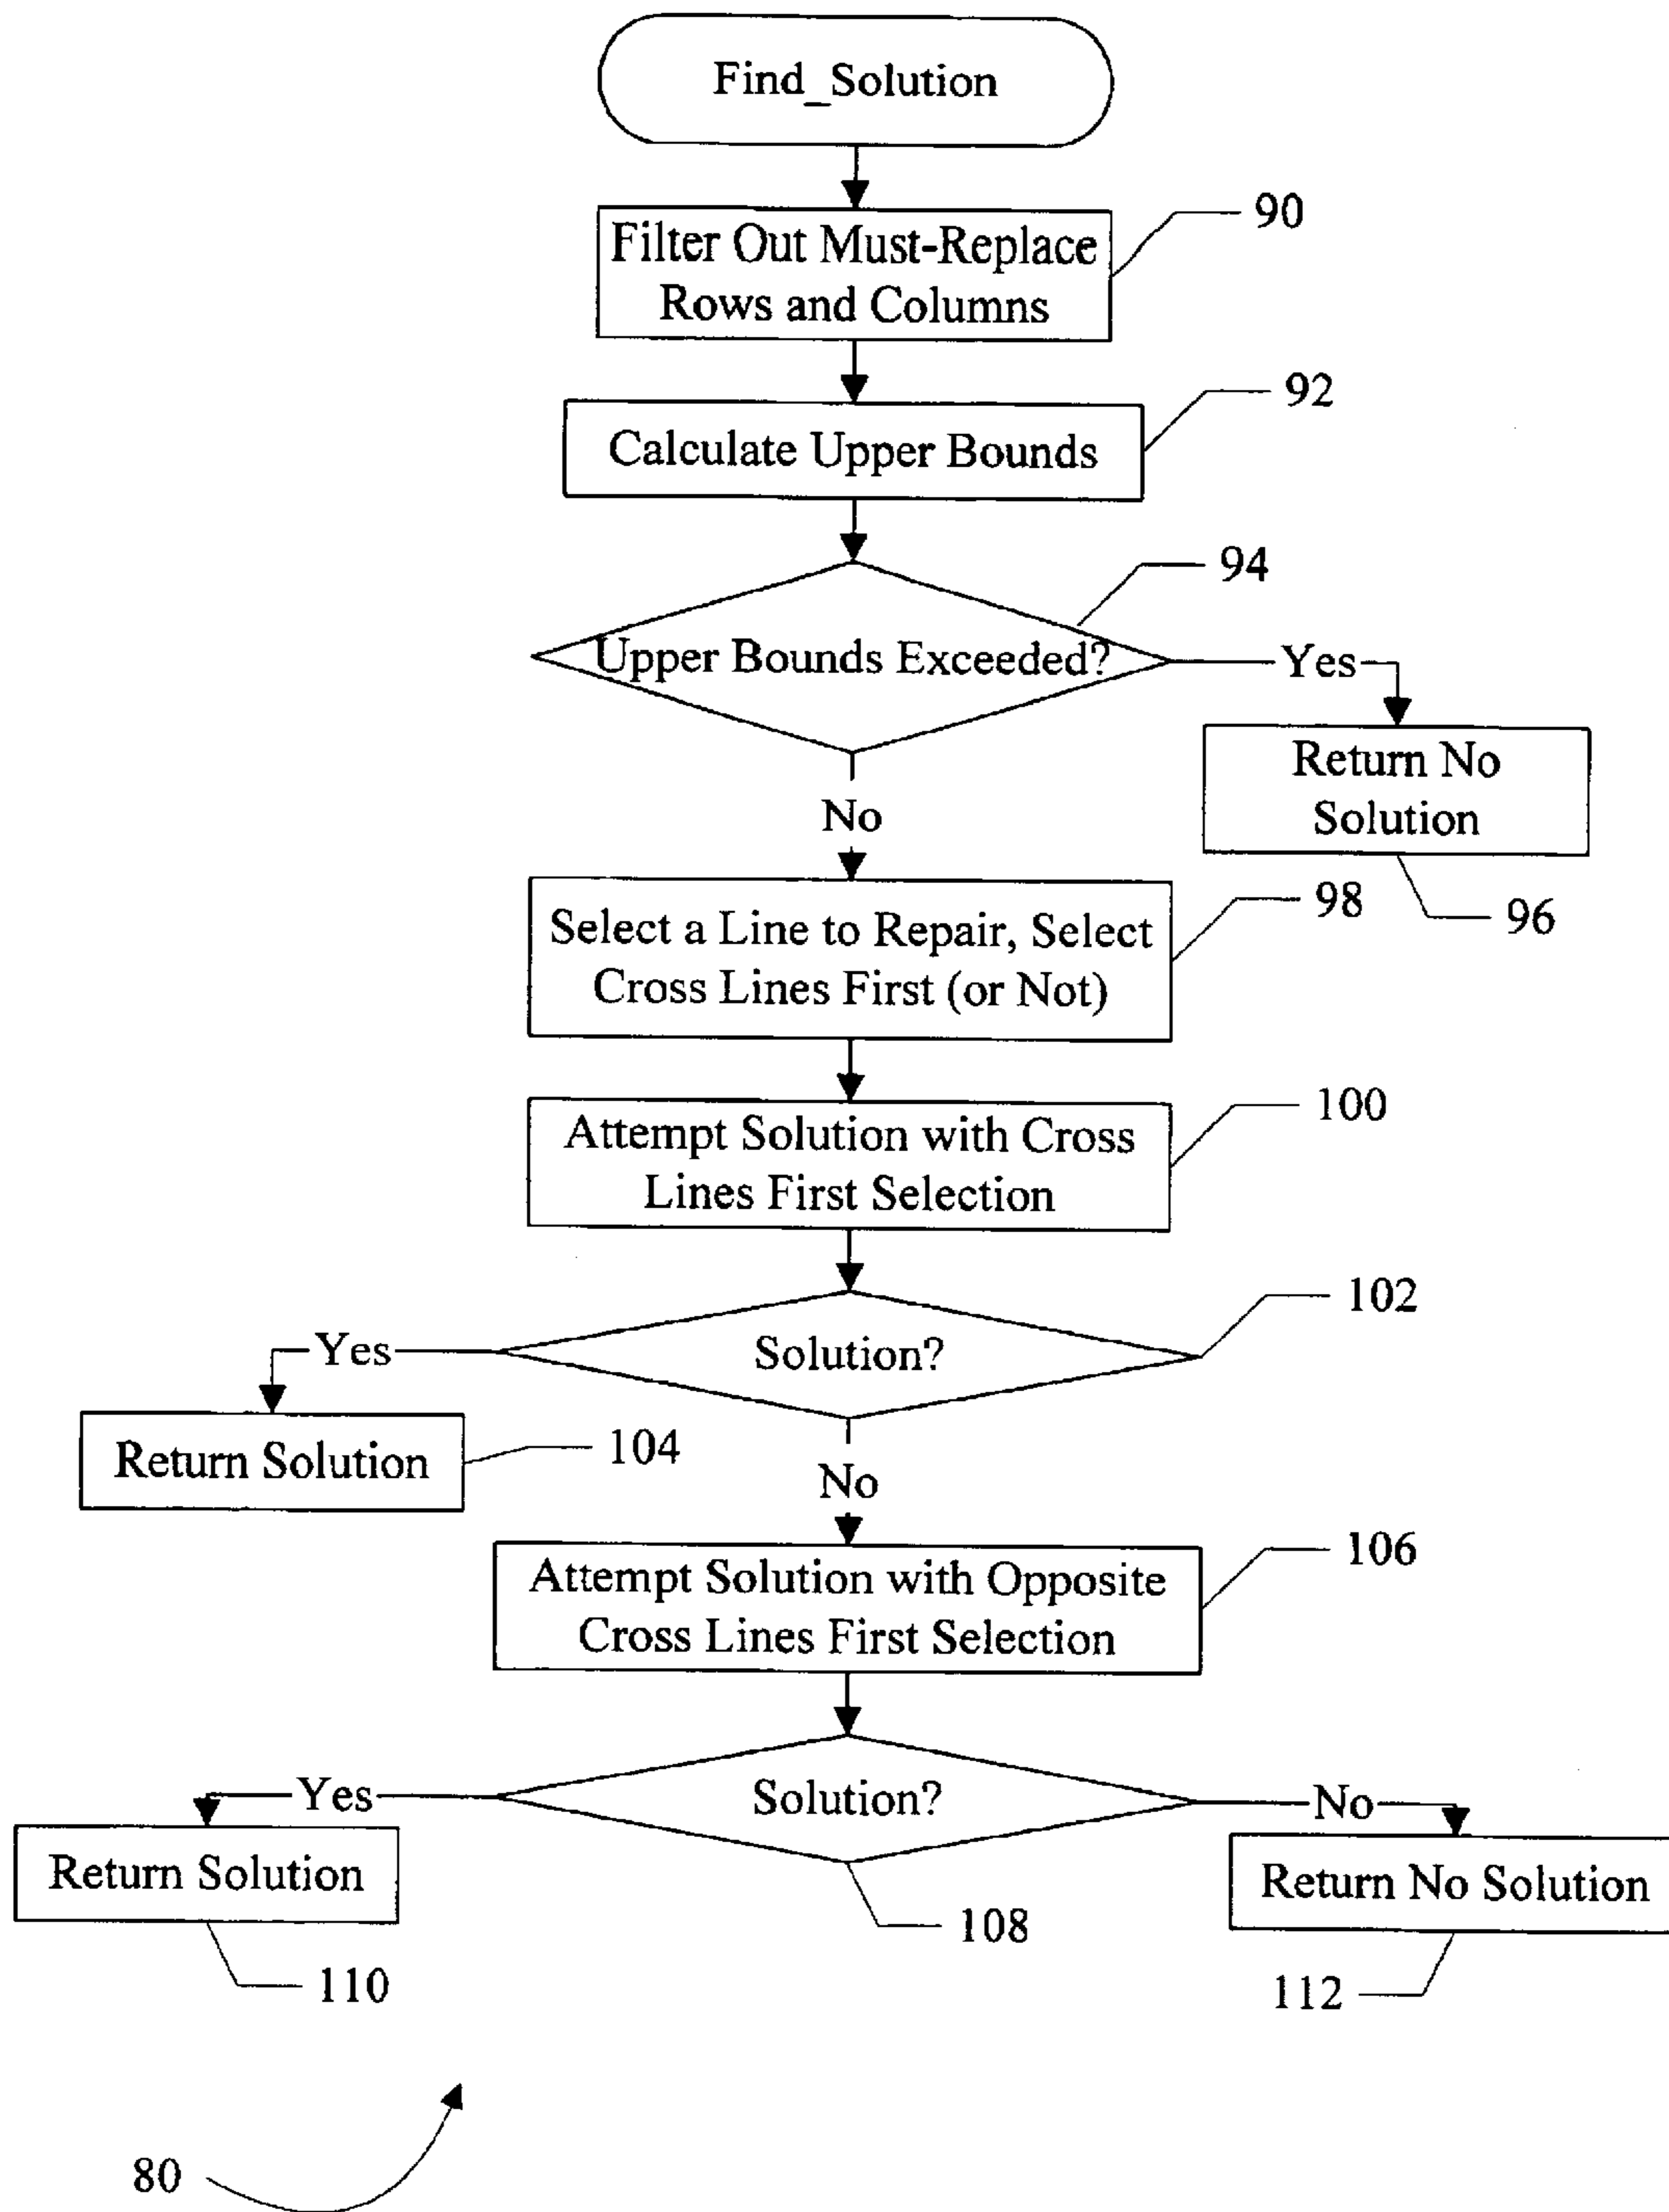 Find_Solution
Filter Out Must-Replace
Rows and Columns
90
Calculate Upper Bounds
92
94
Upper Bounds Exceeded?
Yes
Return No
Solution
96
No
Select a Line to Repair, Select
Cross Lines First (or Not)
98
Attempt Solution with Cross
Lines First Selection
100
102
Solution?
Yes
Return Solution
104
No
Attempt Solution with Opposite
Cross Lines First Selection
106
Solution?
Yes
No
Return Solution
Return No Solution
108
110
112
80